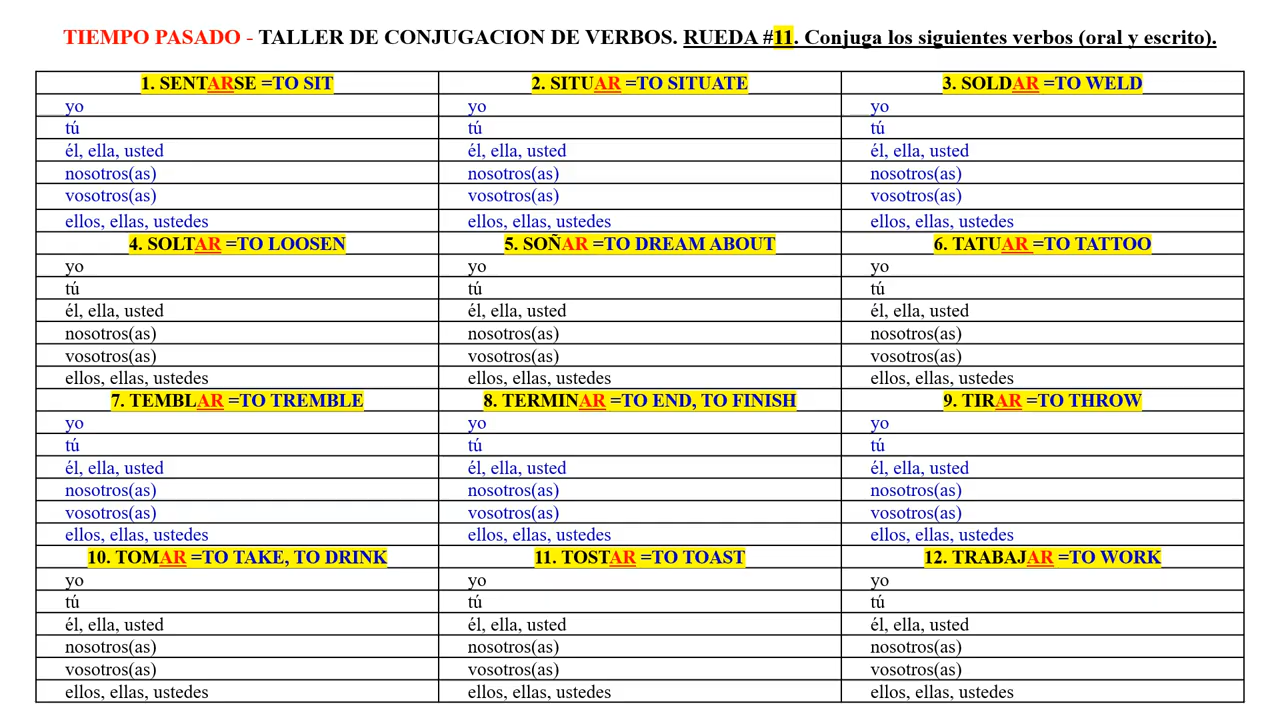 TIEMPO PASADO - TALLER DE CONJUGACION DE VERBOS. RUEDA #11. Conjuga los siguientes verbos (oral y escrito).
1. SENTARSE =TO SIT 2. SITUAR =TO SITUATE 3. SOLDAR =TO WELD
yo yo yo
tú tú tú
él, ella, usted él, ella, usted él, ella, usted
nosotros(as) nosotros(as) nosotros(as)
vosotros(as) vosotros(as) vosotros(as)
ellos, ellas, ustedes ellos, ellas, ustedes ellos, ellas, ustedes
4. SOLTAR =TO LOOSEN 5. SOÑAR =TO DREAM ABOUT 6. TATUAR =TO TATTOO
yo yo yo
tú tú tú
él, ella, usted él, ella, usted él, ella, usted
nosotros(as) nosotros(as) nosotros(as)
vosotros(as) vosotros(as) vosotros(as)
ellos, ellas, ustedes ellos, ellas, ustedes ellos, ellas, ustedes
7. TEMBLAR =TO TREMBLE 8. TERMINAR =TO END, TO FINISH 9. TIRAR =TO THROW
yo yo yo
tú tú tú
él, ella, usted él, ella, usted él, ella, usted
nosotros(as) nosotros(as) nosotros(as)
vosotros(as) vosotros(as) vosotros(as)
ellos, ellas, ustedes ellos, ellas, ustedes ellos, ellas, ustedes
10. TOMAR =TO TAKE, TO DRINK 11. TOSTAR =TO TOAST 12. TRABAJAR =TO WORK
yo yo yo
tú tú tú
él, ella, usted él, ella, usted él, ella, usted
nosotros(as) nosotros(as) nosotros(as)
vosotros(as) vosotros(as) vosotros(as)
ellos, ellas, ustedes ellos, ellas, ustedes ellos, ellas, ustedes